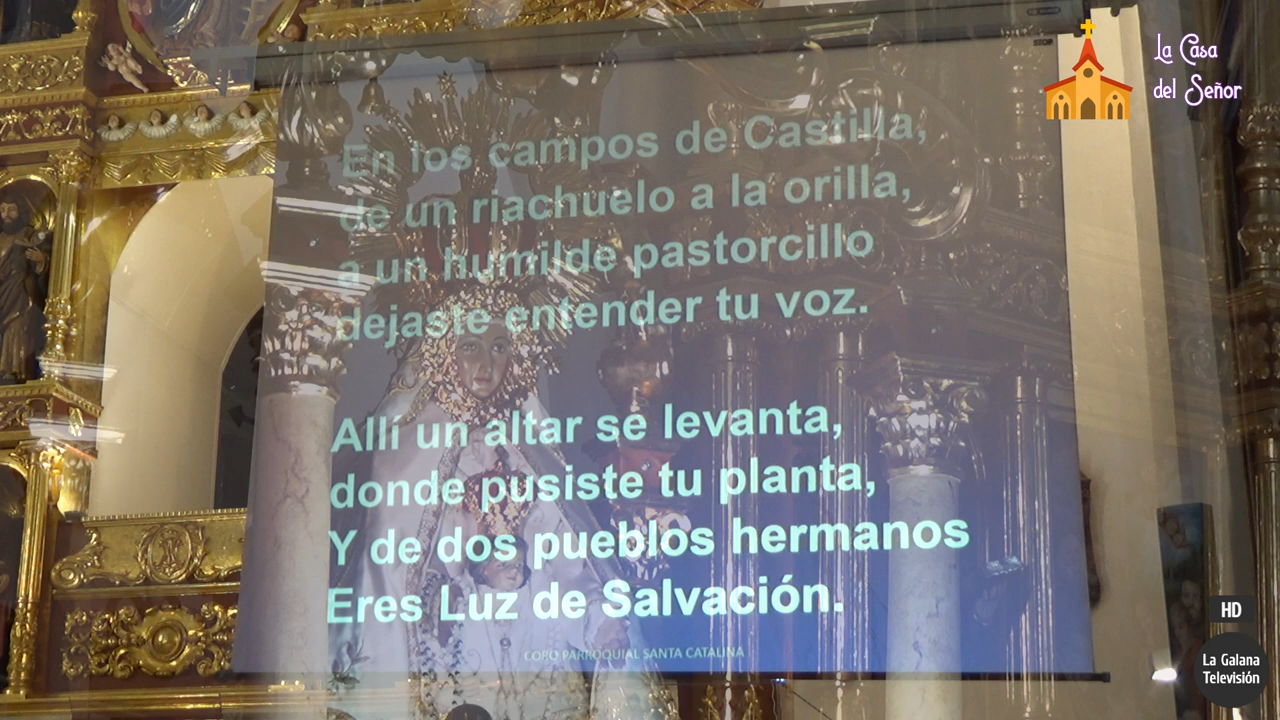 La Casa
del Señor
En los campos de Castilla,
de un riachuelo a la orilla,
a un humilde pastorcillo
dejaste entender tu voz.
Allí un altar se levanta,
donde pusiste tu planta,
Y de dos pueblos hermanos
Eres Luz de Salvación.
CORO PARROQUIAL SANTA CATALINA
HD
La Galana
Televisión